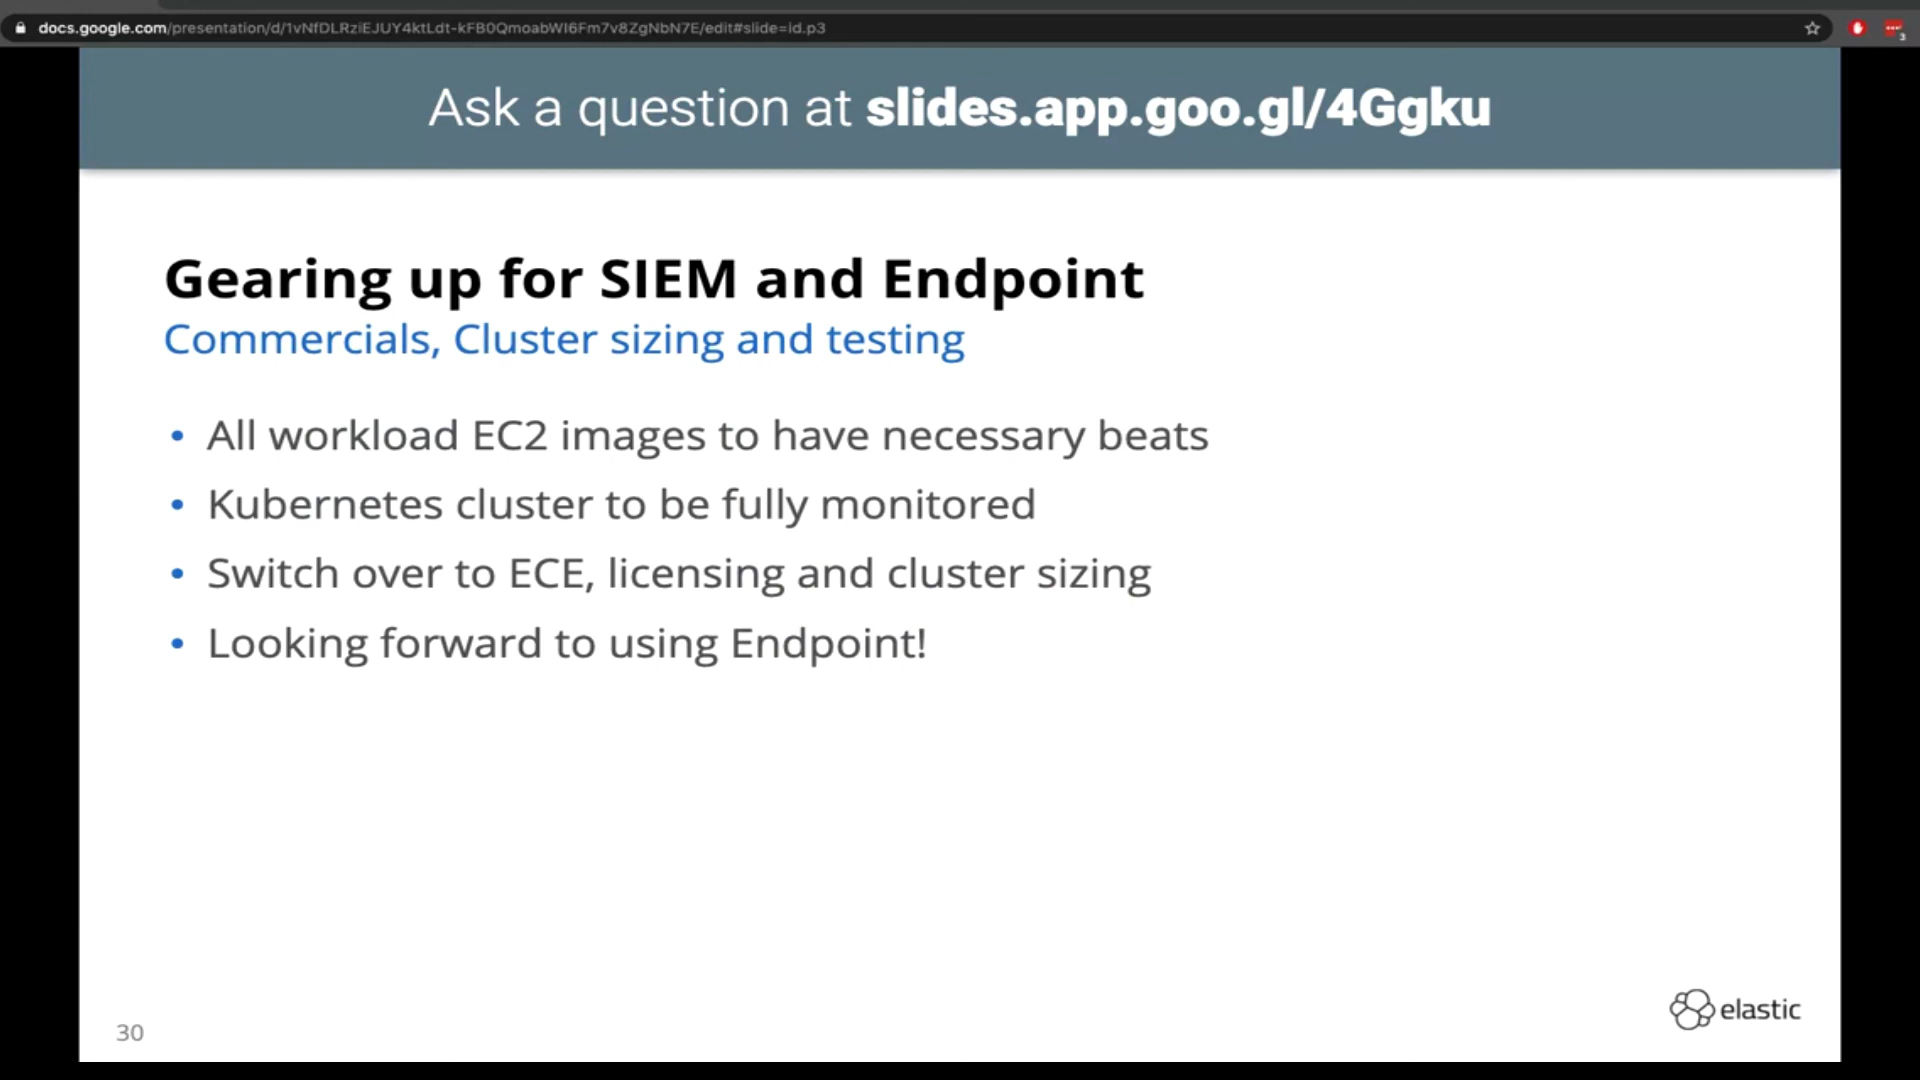 docs.google.com/presentation/d/1vNfDLRziEJUY4ktLdt-kFB0QmoabWI6Fm7v8ZgNbN7E/edit#slide=id.p3
3
Ask a question at slides.app.goo.gl/4Ggku
Gearing up for SIEM and Endpoint
Commercials, Cluster sizing and testing
• All workload EC2 images to have necessary beats
• Kubernetes cluster to be fully monitored
• Switch over to ECE, licensing and cluster sizing
• Looking forward to using Endpoint!
elastic
30